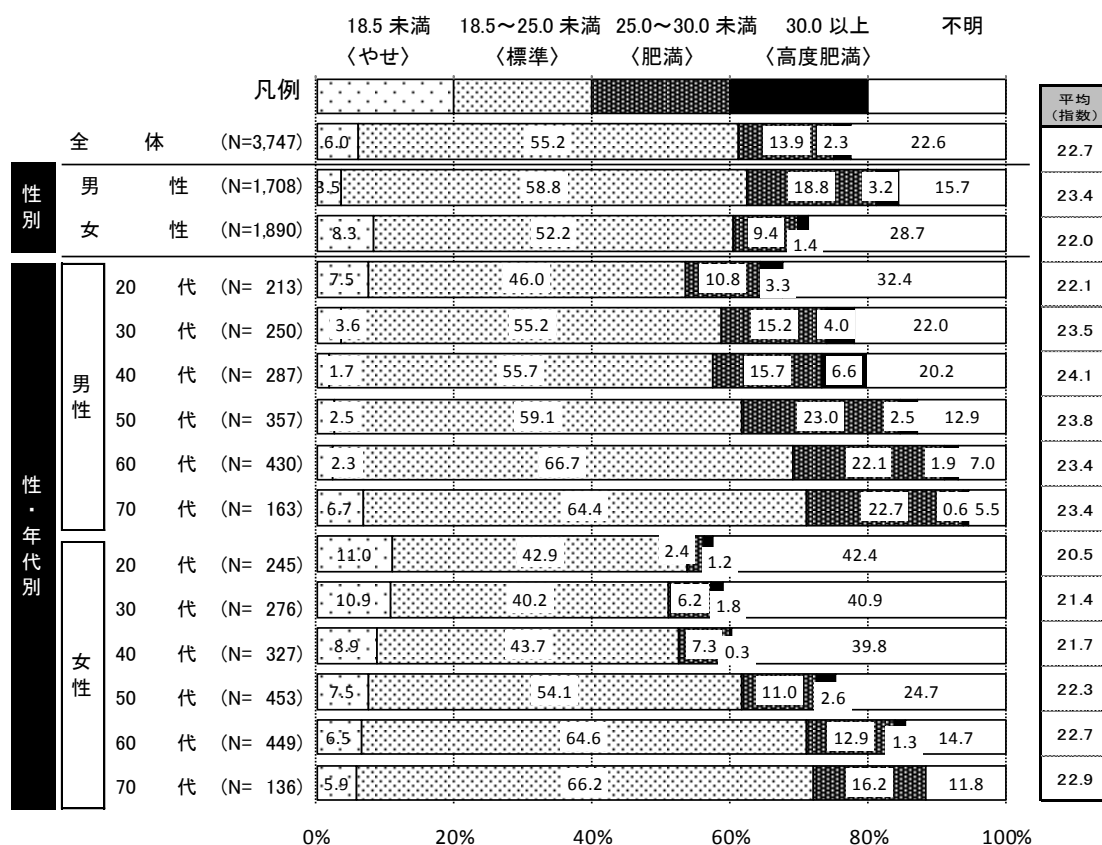 18.5 未満 18.5～25.0 未満 25.0～30.0 未満 30.0 以上 不明
〈やせ〉 〈標準〉 〈肥満〉 〈高度肥満〉
凡例
平均
(指数)
全 体 (N=3,747) 6.0 55.2 13.9 2.3 22.6 22.7
性別
男 性 (N=1,708) 3.5 58.8 18.8 3.2 15.7 23.4
女 性 (N=1,890) 8.3 52.2 9.4 1.4 28.7 22.0
性・年代別
男性
20 代 (N= 213) 7.5 46.0 10.8 3.3 32.4 22.1
30 代 (N= 250) 3.6 55.2 15.2 4.0 22.0 23.5
40 代 (N= 287) 1.7 55.7 15.7 6.6 20.2 24.1
50 代 (N= 357) 2.5 59.1 23.0 2.5 12.9 23.8
60 代 (N= 430) 2.3 66.7 22.1 1.9 7.0 23.4
70 代 (N= 163) 6.7 64.4 22.7 0.6 5.5 23.4
女性
20 代 (N= 245) 11.0 42.9 2.4 1.2 42.4 20.5
30 代 (N= 276) 10.9 40.2 6.2 1.8 40.9 21.4
40 代 (N= 327) 8.9 43.7 7.3 0.3 39.8 21.7
50 代 (N= 453) 7.5 54.1 11.0 2.6 24.7 22.3
60 代 (N= 449) 6.5 64.6 12.9 1.3 14.7 22.7
70 代 (N= 136) 5.9 66.2 16.2 11.8 22.9
0% 20% 40% 60% 80% 100%